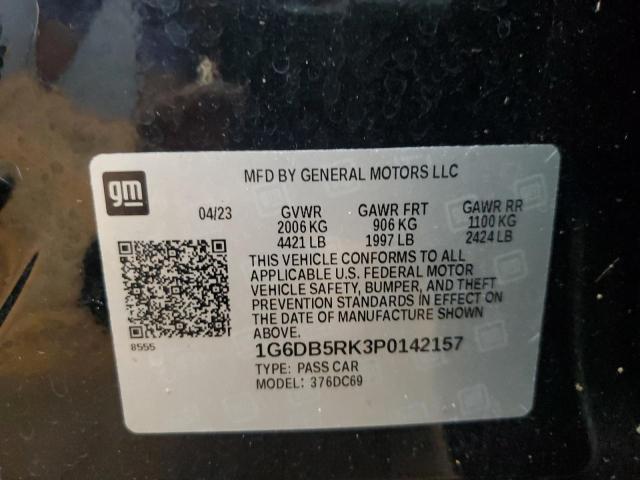 gm
MFD BY GENERAL MOTORS LLC
04/23 GVWR GAWR FRT GAWR RR
2006 KG 906 KG 1100 KG
4421 LB 1997 LB 2424 LB
THIS VEHICLE CONFORMS TO ALL
APPLICABLE U.S. FEDERAL MOTOR
VEHICLE SAFETY, BUMPER, AND THEFT
PREVENTION STANDARDS IN EFFECT ON
THE DATE OF MANUFACTURE SHOWN
ABOVE.
8555
1G6DB5RK3P0142157
TYPE: PASS CAR
MODEL: 376DC69